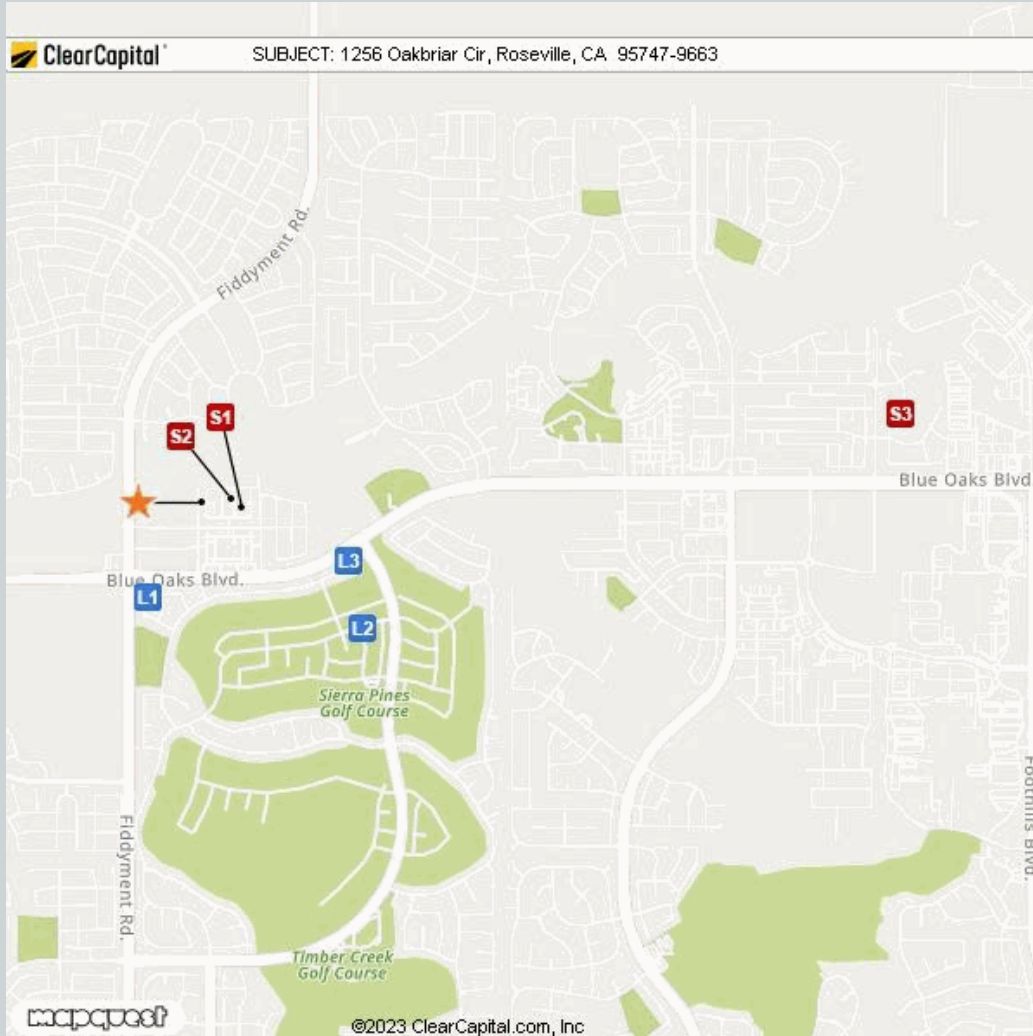 ClearCapital
SUBJECT: 1256 Oakbriar Cir, Roseville, CA 95747-9663
Fiddyment Rd.
S1
S2
S3
Blue Oaks Blvd.
L3
Blue Oaks Blvd.
L1
L2
Sierra Pines
Golf Course
Foothills Blvd.
Fiddyment Rd.
Timber Creek
Golf Course
mapquest
©2023 ClearCapital.com, Inc